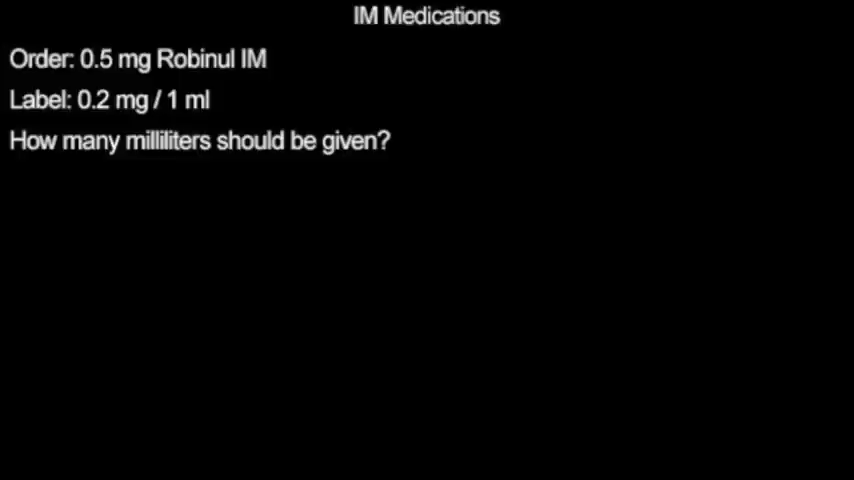 IM Medications
Order: 0.5 mg Robinul IM
Label: 0.2 mg / 1 ml
How many milliliters should be given?